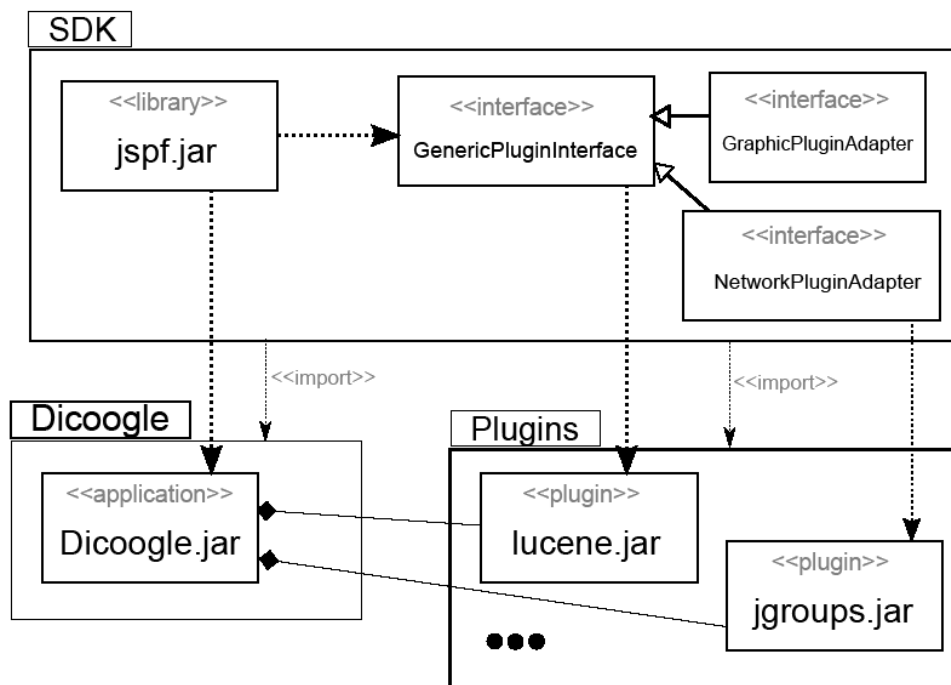 SDK
<<library>>
jspf.jar
<<interface>>
GenericPluginInterface
<<interface>>
GraphicPluginAdapter
<<interface>>
NetworkPluginAdapter
<<import>>
<<import>>
Dicoogle
<<application>>
Dicoogle.jar
Plugins
<<plugin>>
lucene.jar
<<plugin>>
jgroups.jar